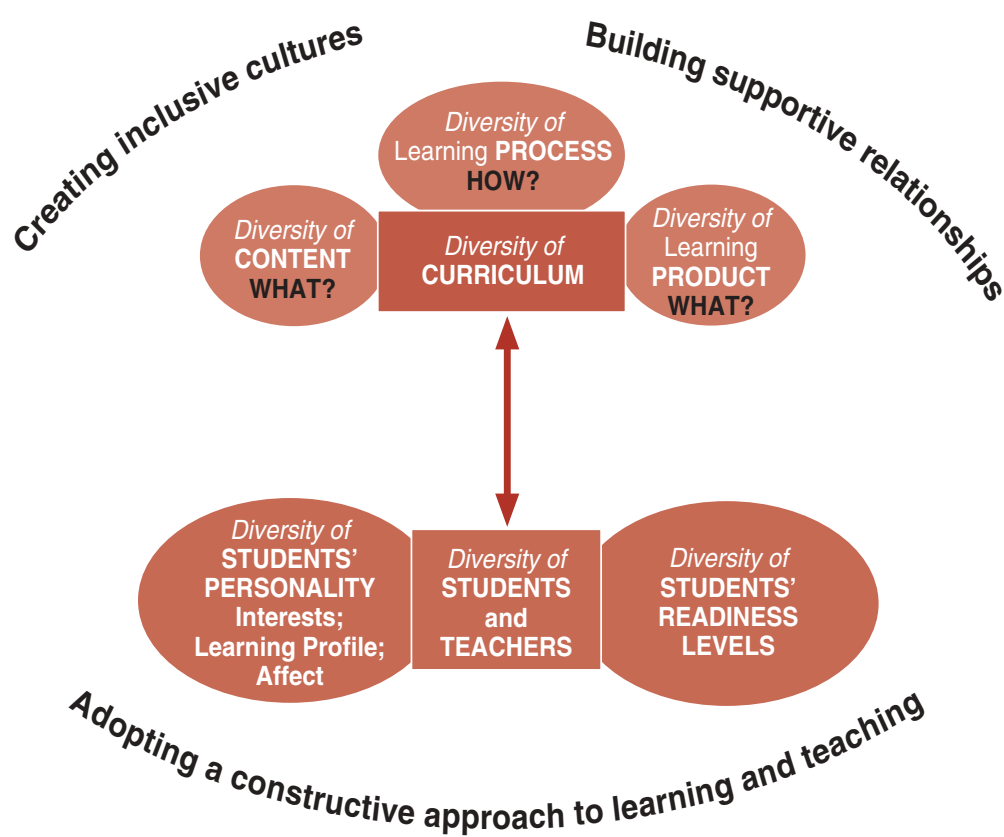 Creating inclusive cultures
Building supportive relationships
Diversity of
Learning PROCESS
HOW?
Diversity of
CONTENT
WHAT?
Diversity of
CURRICULUM
Diversity of
Learning
PRODUCT
WHAT?
Diversity of
STUDENTS’
PERSONALITY
Interests;
Learning Profile;
Affect
Diversity of
STUDENTS
and
TEACHERS
Diversity of
STUDENTS’
READINESS
LEVELS
Adopting a constructive approach to learning and teaching